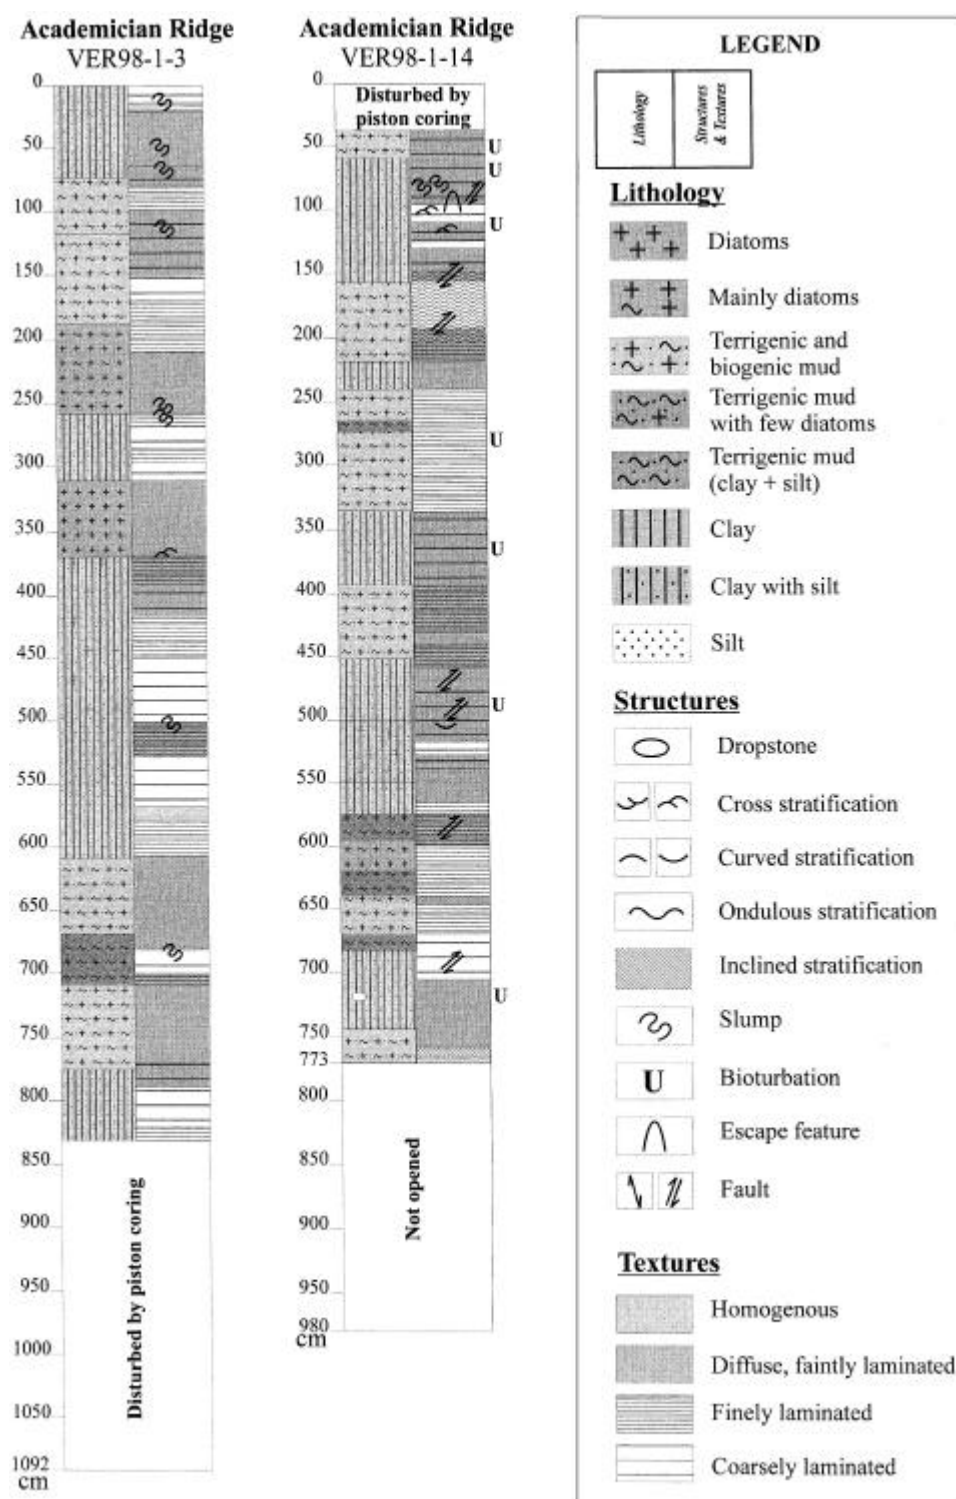 Academician Ridge
VER98-1-3
0
50
100
150
200
250
300
350
400
450
500
550
600
650
700
750
800
850
900
950
1000
1050
1092
cm
Disturbed by piston coring
Academician Ridge
VER98-1-14
0
Disturbed by
piston coring
50
100
150
200
250
300
350
400
450
500
550
600
650
700
750
773
800
850
900
950
980
cm
U
U
U
U
U
U
U
Not opened
LEGEND
Lithology
Structures
& Textures
Lithology
Diatoms
Mainly diatoms
Terrigenic and
biogenic mud
Terrigenic mud
with few diatoms
Terrigenic mud
(clay + silt)
Clay
Clay with silt
Silt
Structures
Dropstone
Cross stratification
Curved stratification
Ondulous stratification
Inclined stratification
Slump
U Bioturbation
Escape feature
Fault
Textures
Homogenous
Diffuse, faintly laminated
Finely laminated
Coarsely laminated